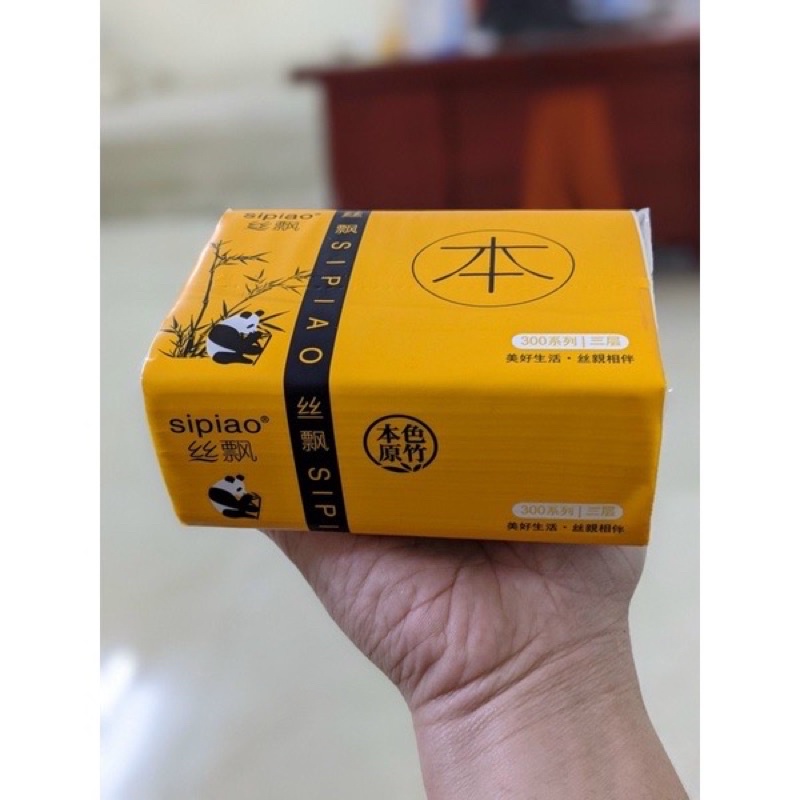 sipiao®
丝飘
丝飘 SIPIAO 丝飘 SIPI
本
300系列 | 三层
美好生活·丝親相伴
sipiao®
丝飘
本色
原竹
300系列 | 三层
美好生活·丝親相伴